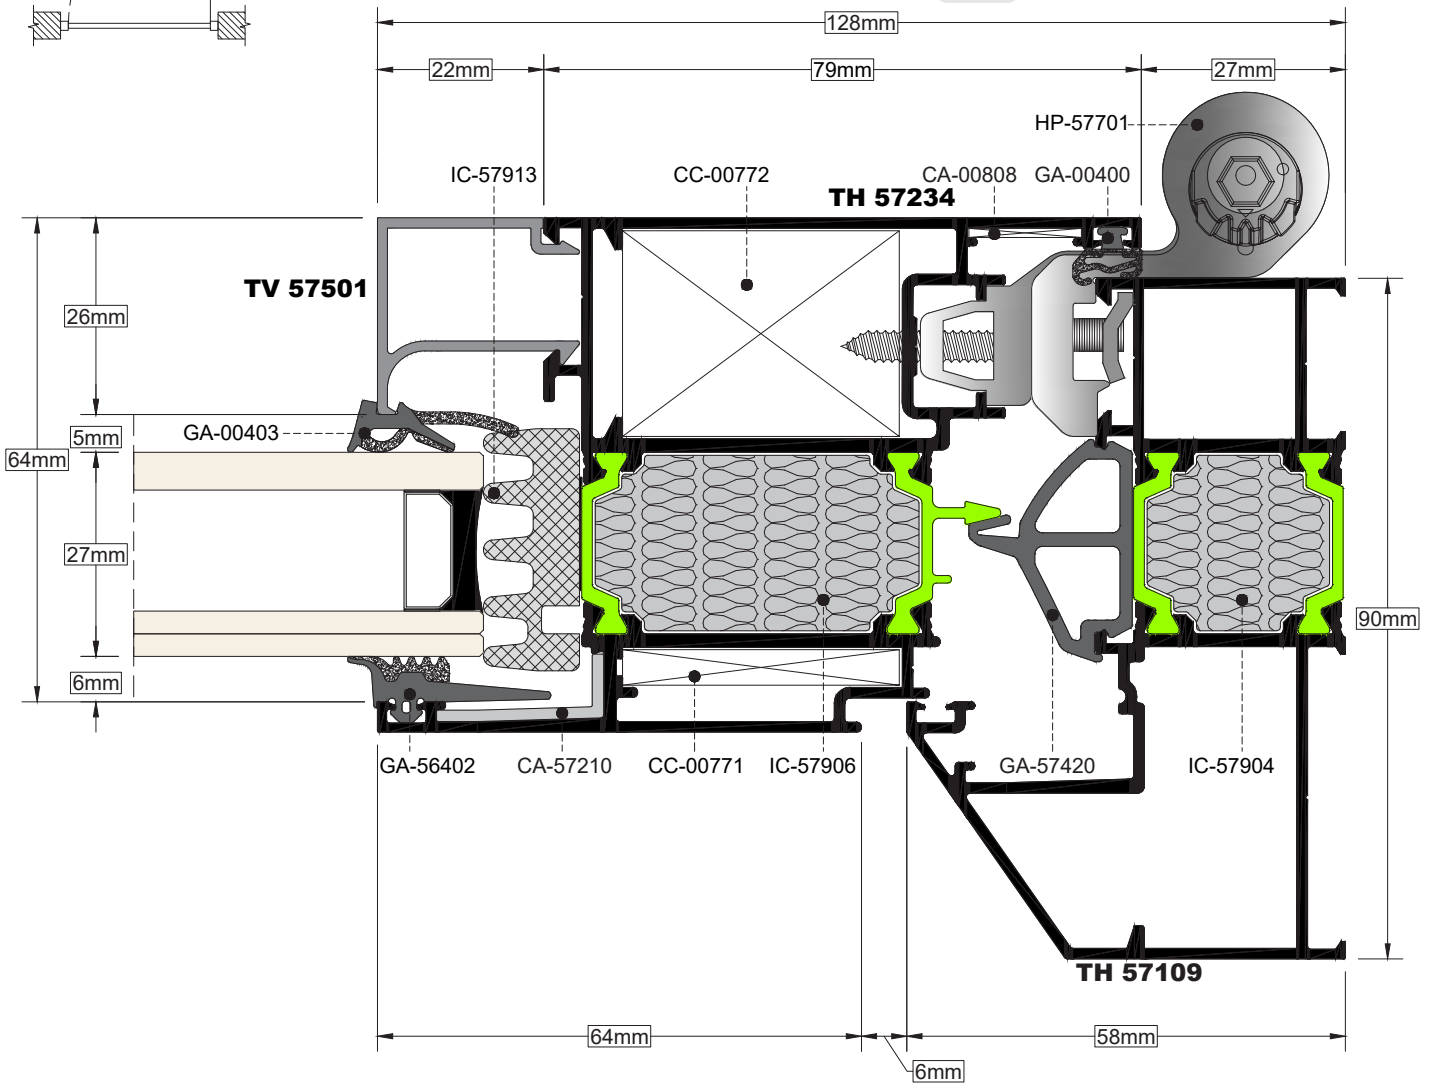 128mm
22mm
79mm
27mm
HP-57701
IC-57913
CC-00772
CA-00808
GA-00400
TH 57234
TV 57501
26mm
GA-00403
5mm
64mm
27mm
90mm
6mm
GA-56402
CA-57210
CC-00771
IC-57906
GA-57420
IC-57904
TH 57109
64mm
58mm
6mm